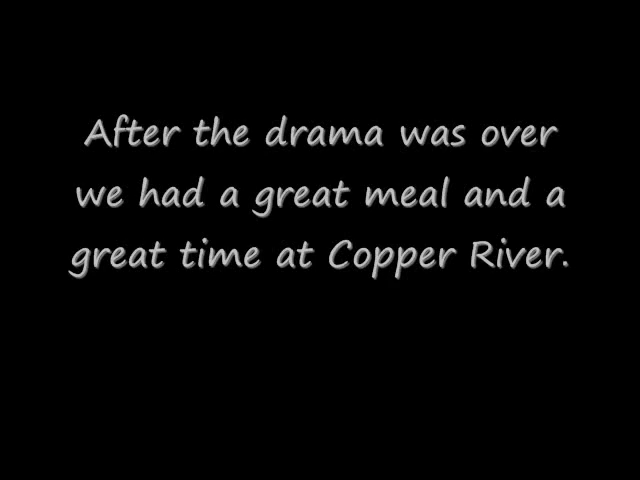 After the drama was over
we had a great meal and a
great time at Copper River.